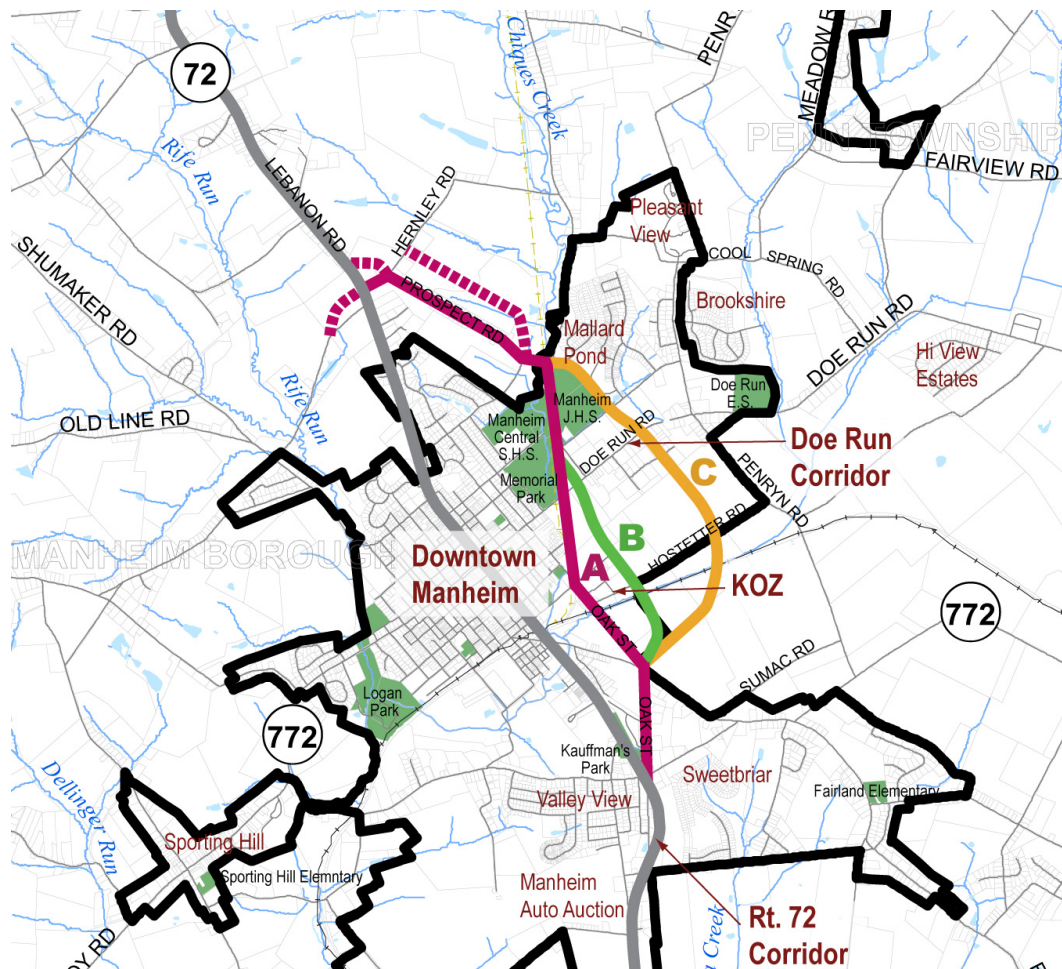 Chiques Creek
PENR
MEADOW R
72
PENN TOWNSHIP
FAIRVIEW RD
Rife Run
LEBANON RD
HERNLEY RD
Pleasant
View
SHUMAKER RD
COOL SPRING RD
PROSPECT RD
Brookshire
DOE RUN RD
Mallard
Pond
Hi View
Estates
Rife Run
Doe Run
E.S.
OLD LINE RD
Manheim
J.H.S.
Manheim
Central
S.H.S.
DOE RUN RD
Doe Run
Corridor
Memorial
Park
C
PENRYN RD
B
HOSTETTER RD
MANHEIM BOROUGH
Downtown
Manheim
A
KOZ
772
OAK ST
SUMAC RD
Logan
Park
772
OAK ST
Kauffman's
Park
Sweetbriar
Dellinger Run
Valley View
Fairland Elementary
Sporting Hill
Sporting Hill Elemntary
Manheim
Auto Auction
Rt. 72
Corridor
a Creek
DY RD